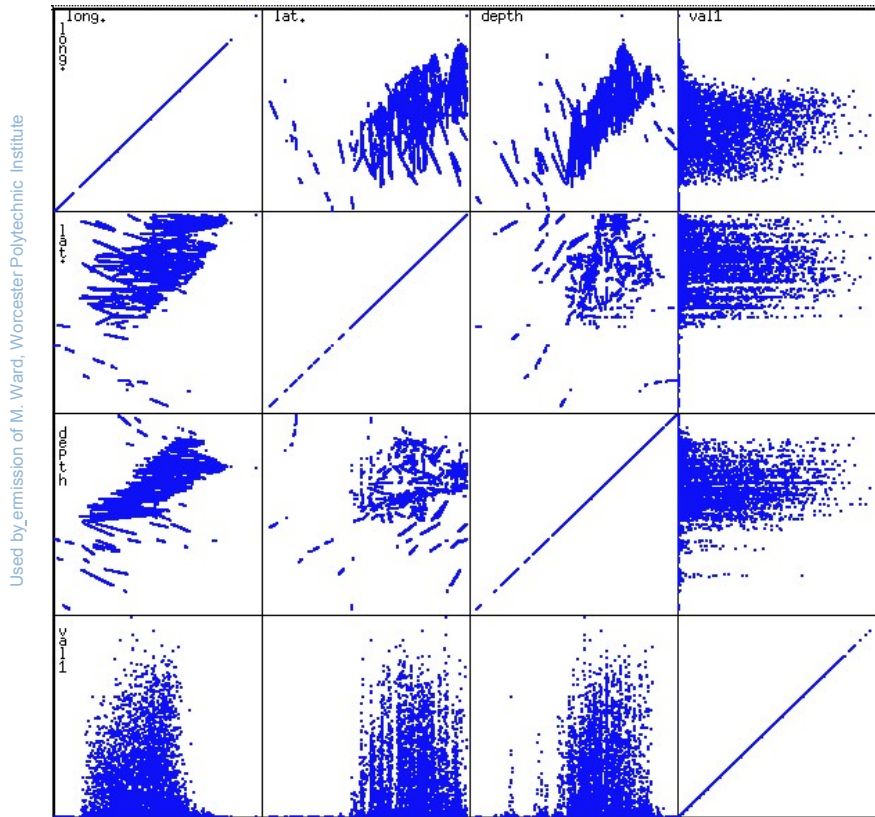 long.
lat.
depth
val1
long.
lat.
depth
val1
Used by ermission of M. Ward, Worcester Polytechnic Institute